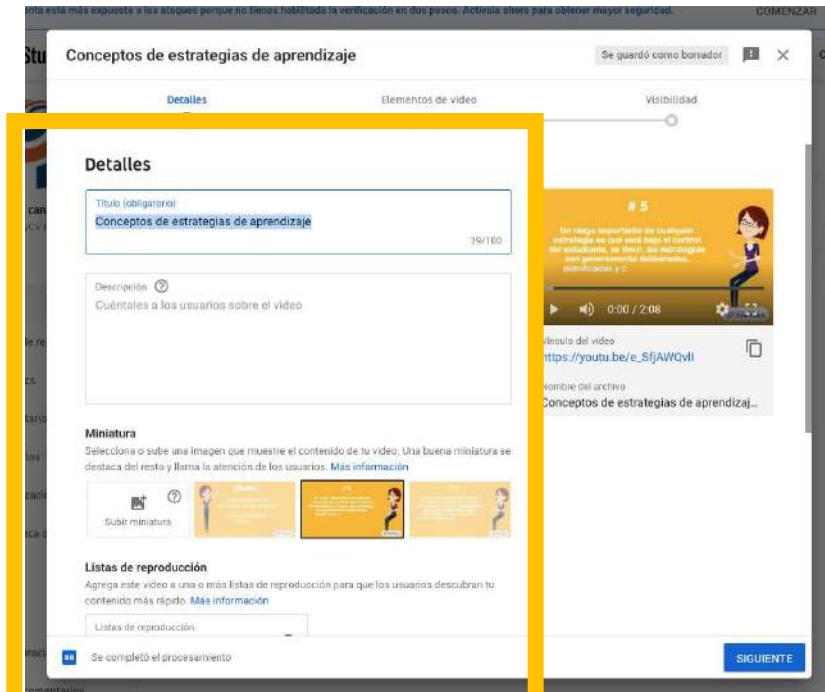 enta está más expuesta a los ataques porque no tienes habilitada la verificación en dos pasos. Actívala ahora para obtener mayor seguridad.
COMENZAR
Stu
Conceptos de estrategias de aprendizaje
Se guardó como borrador
Detalles
Elementos de video
Visibilidad
Detalles
Título (obligatorio)
Conceptos de estrategias de aprendizaje
39/100
Descripción
Cuéntales a los usuarios sobre el video
# 5
Un rasgo importante de cualquier
estrategia es que está bajo el control
del estudiante, es decir, las estrategias
son generalmente deliberadas,
planificadas y c
0:00 / 2:08
Vínculo del video
https://youtu.be/e_SfjAWQvlI
Nombre del archivo
Conceptos de estrategias de aprendizaj...
Miniatura
Selecciona o sube una imagen que muestre el contenido de tu video. Una buena miniatura se
destaca del resto y llama la atención de los usuarios. Más información
Subir miniatura
Listas de reproducción
Agrega este video a una o más listas de reproducción para que los usuarios descubran tu
contenido más rápido. Más información
Listas de reproducción
Se completó el procesamiento
SIGUIENTE